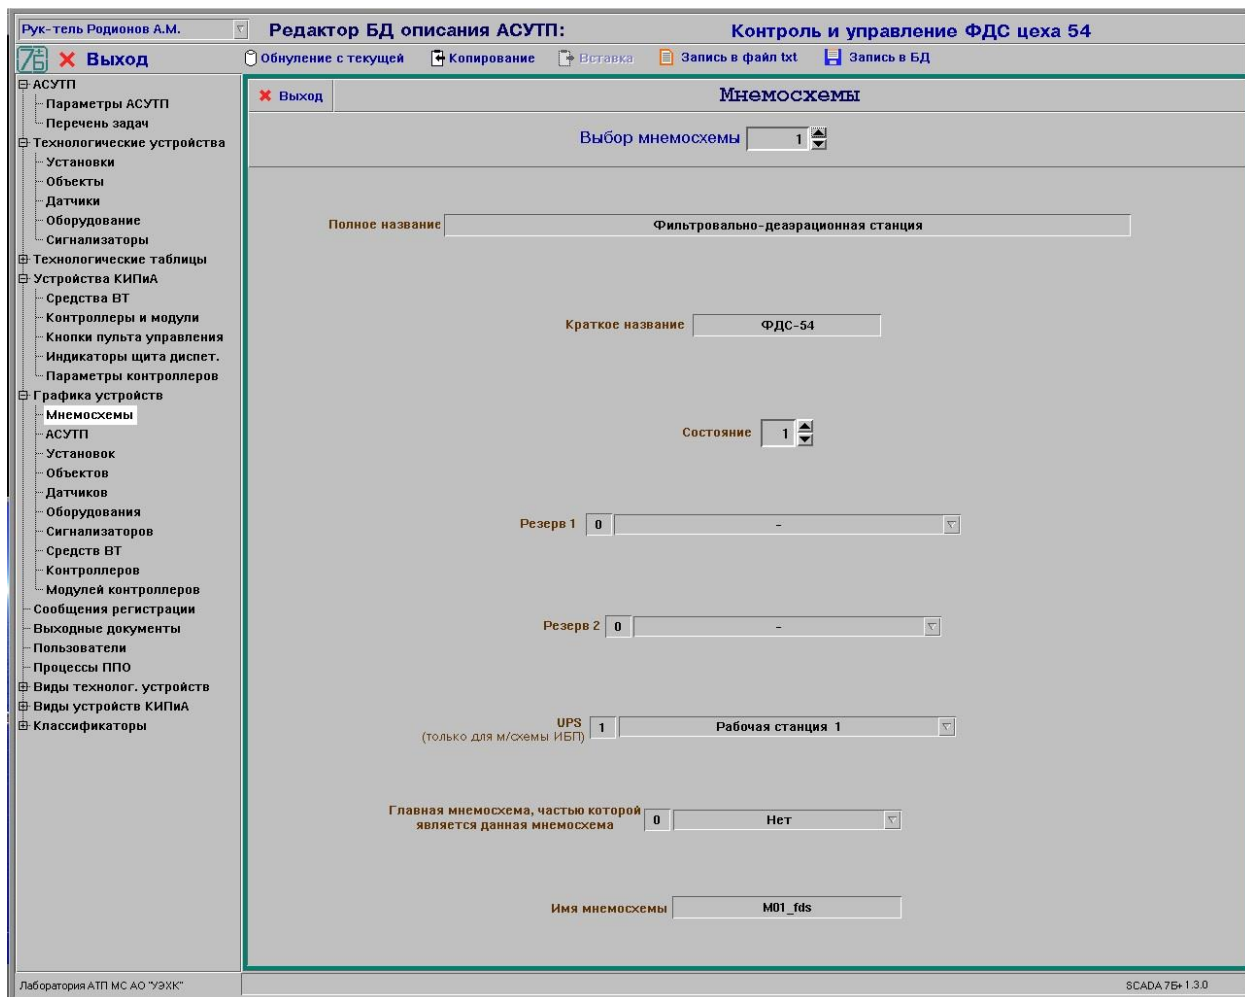 Рук-тель Родионов А.М.
Редактор БД описания АСУТП:
Контроль и управление ФДС цеха 54
7Б Выход
Обнуление с текущей
Копирование
Вставка
Запись в файл txt
Запись в БД
АСУТП
Параметры АСУТП
Перечень задач
Технологические устройства
Установки
Объекты
Датчики
Оборудование
Сигнализаторы
Технологические таблицы
Устройства КИПиА
Средства ВТ
Контроллеры и модули
Кнопки пульта управления
Индикаторы щита диспет.
Параметры контроллеров
Графика устройств
Мнемосхемы
АСУТП
Установок
Объектов
Датчиков
Оборудования
Сигнализаторов
Средств ВТ
Контроллеров
Модулей контроллеров
Сообщения регистрации
Выходные документы
Пользователи
Процессы ППО
Виды технолог. устройств
Виды устройств КИПиА
Классификаторы
Выход
Мнемосхемы
Выбор мнемосхемы 1
Полное название Фильтровально-деаэрационная станция
Краткое название ФДС-54
Состояние 1
Резерв 1 0 -
Резерв 2 0 -
UPS 1 Рабочая станция 1
(только для м/схемы ИБП)
Главная мнемосхема, частью которой
является данная мнемосхема 0 Нет
Имя мнемосхемы M01_fds
Лаборатория АТП МС АО "УЭХК"
SCADA 7Б+ 1.3.0